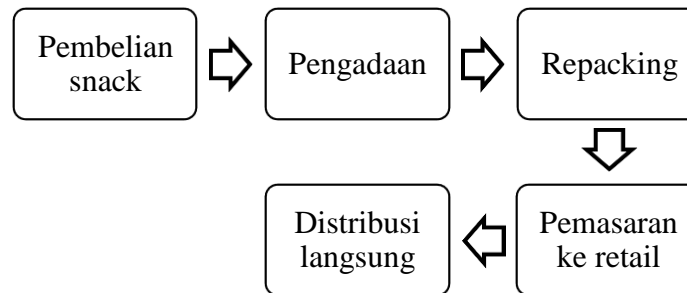 Pembelian
snack
Pengadaan
Repacking
Pemasaran
ke retail
Distribusi
langsung